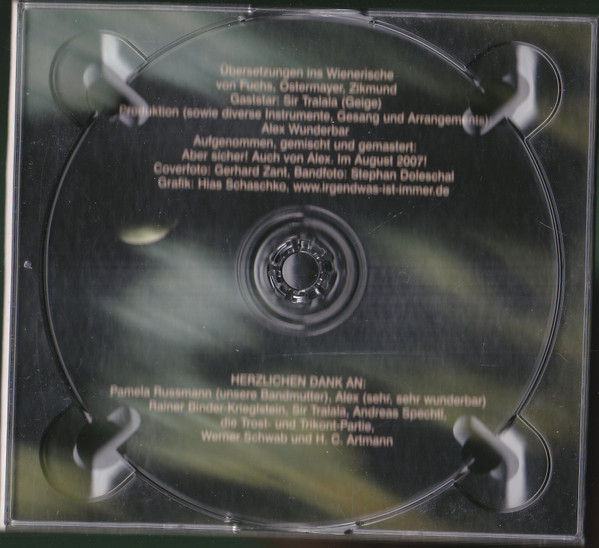 Übersetzungen ins Wienerische
von Fuchs, Ostermayer, Zikmund
Gaststar: Sir Tralala (Geige)
Produktion (sowie diverse Instrumente, Gesang und Arrangements):
Alex Wunderbar
Aufgenommen, gemischt und gemastert:
Aber sicher! Auch von Alex. Im August 2007!
Coverfoto: Gerhard Zant, Bandfoto: Stephan Doleschal
Grafik: Hias Schaschko, www.irgendwas-ist-immer.de
HERZLICHEN DANK AN:
Pamela Russmann (unsere Bandmutter), Alex (sehr, sehr wunderbar)
Rainer Binder-Krieglstein, Sir Tralala, Andreas Spechtl,
die Trost- und Trikont-Partie,
Werner Schwab und H. C. Artmann